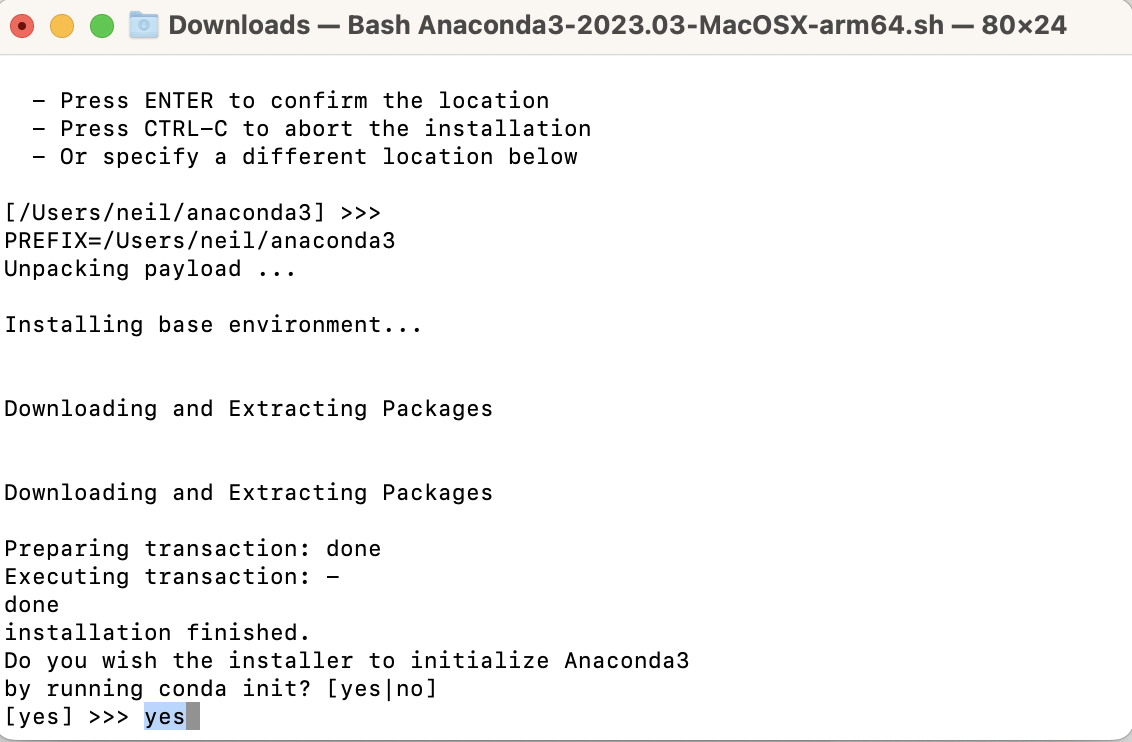 Downloads — Bash Anaconda3-2023.03-MacOSX-arm64.sh — 80×24
- Press ENTER to confirm the location
- Press CTRL-C to abort the installation
- Or specify a different location below
[/Users/neil/anaconda3] >>>
PREFIX=/Users/neil/anaconda3
Unpacking payload ...
Installing base environment...
Downloading and Extracting Packages
Downloading and Extracting Packages
Preparing transaction: done
Executing transaction: -
done
installation finished.
Do you wish the installer to initialize Anaconda3
by running conda init? [yes|no]
[yes] >>> yes